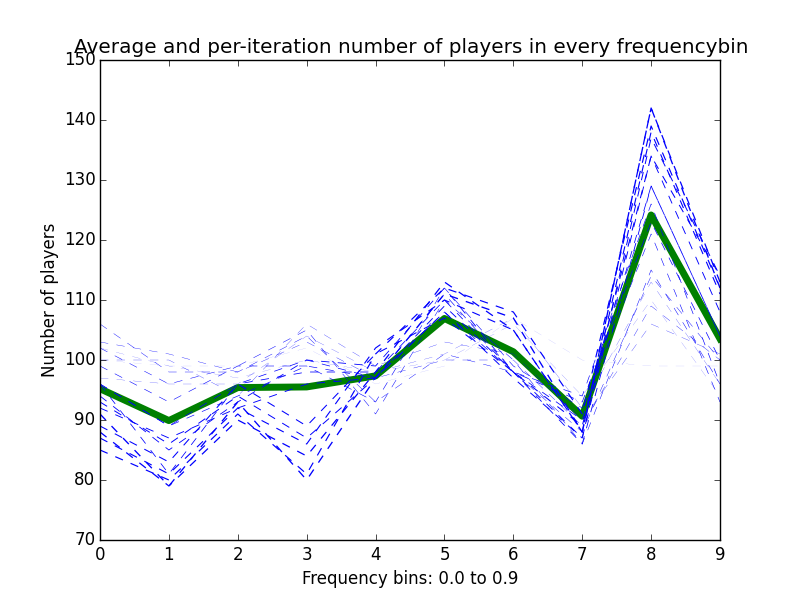 Average and per-iteration number of players in every frequencybin
150
140
130
120
110
100
90
80
70
Number of players
0 1 2 3 4 5 6 7 8 9
Frequency bins: 0.0 to 0.9